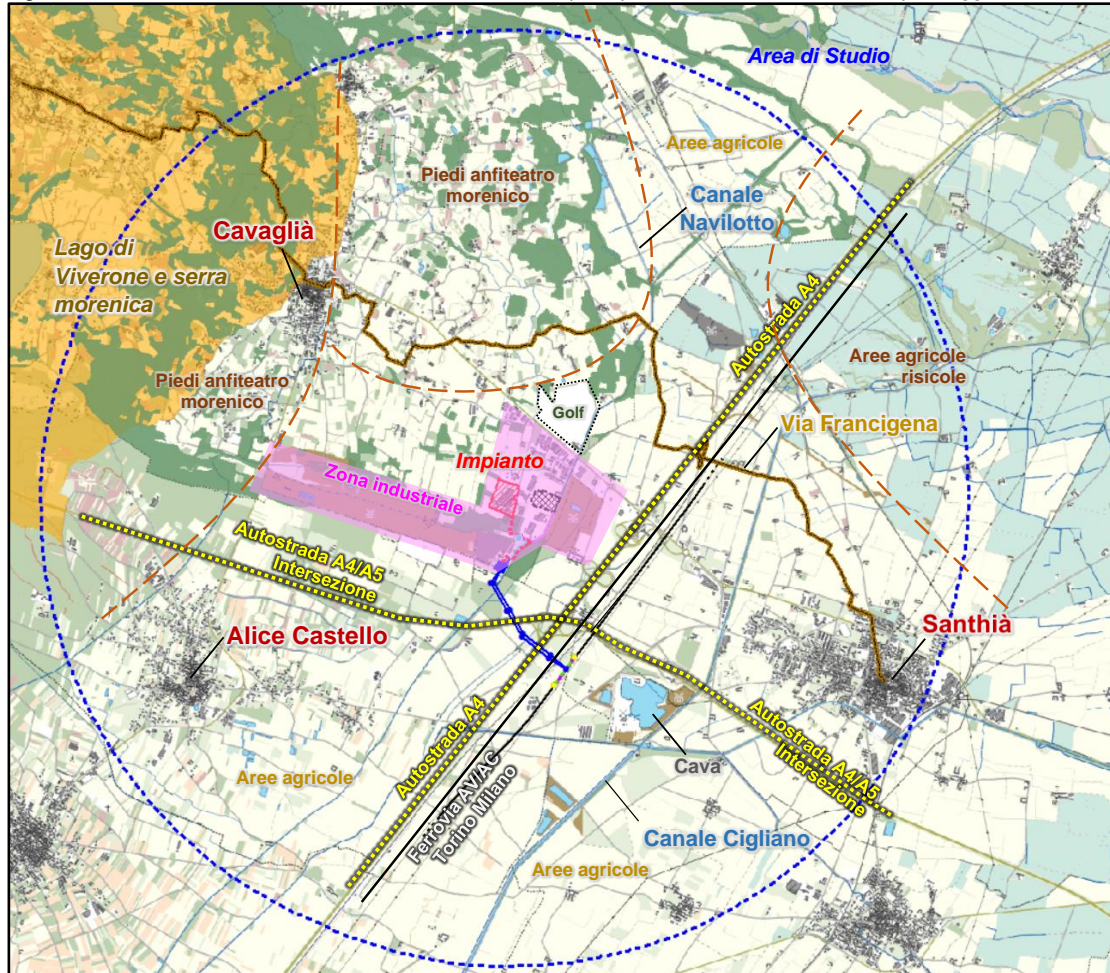 Area di Studio
Aree agricole
Piedi anfiteatro
morenico
Canale
Navilotto
Cavaglià
Lago di
Viverone e serra
morenica
Autostrada A4
Aree agricole
risicole
Piedi anfiteatro
morenico
Golf
Via Francigena
Impianto
Zona industriale
Autostrada A4/A5
Intersezione
Alice Castello
Santhià
Autostrada A4
Autostrada A4/A5
Intersezione
Cava
Aree agricole
Ferrovia AV/AC
Torino Milano
Canale Cigliano
Aree agricole